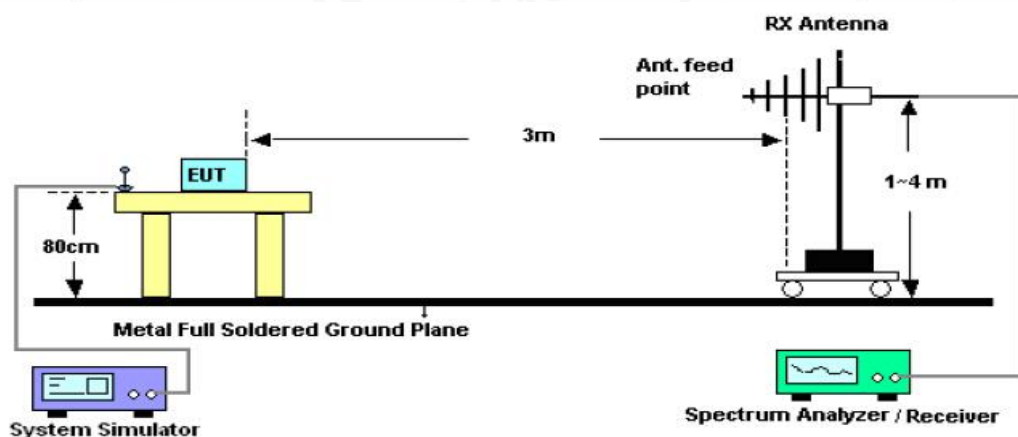 RX Antenna
Ant. feed
point
3m
EUT
1~4 m
80cm
Metal Full Soldered Ground Plane
System Simulator
Spectrum Analyzer / Receiver